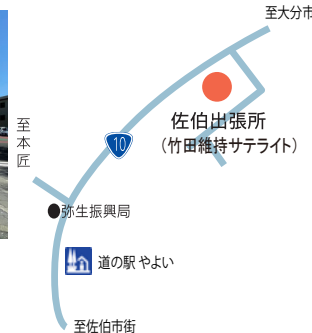 至大分市
佐伯出張所
（竹田維持サテライト）
10
至本匠
弥生振興局
道の駅 やよい
至佐伯市街